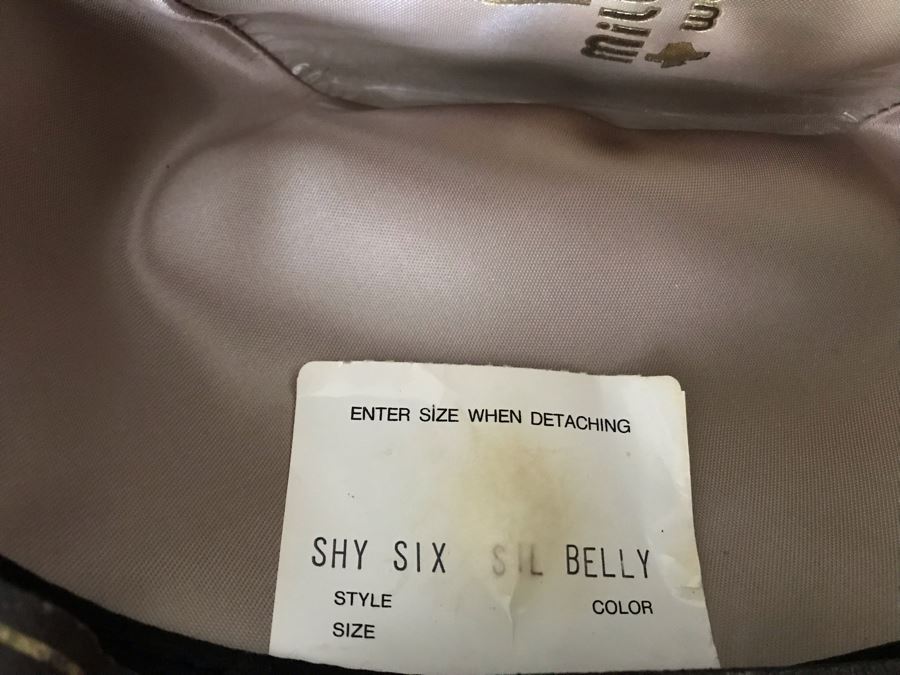 ENTER SIZE WHEN DETACHING
SHY SIX SIL BELLY
STYLE COLOR
SIZE